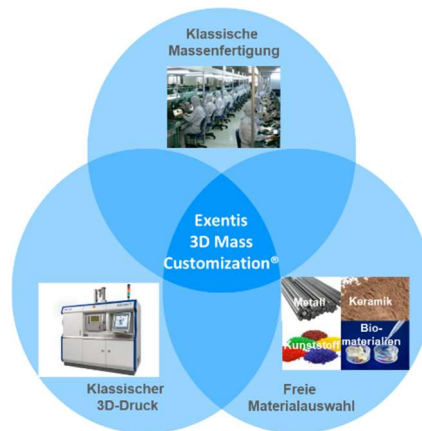 Klassische
Massenfertigung
Exentis
3D Mass
Customization®
Metall
Keramik
Kunststoff
Bio-
materialien
Klassischer
3D-Druck
Freie
Materialauswahl